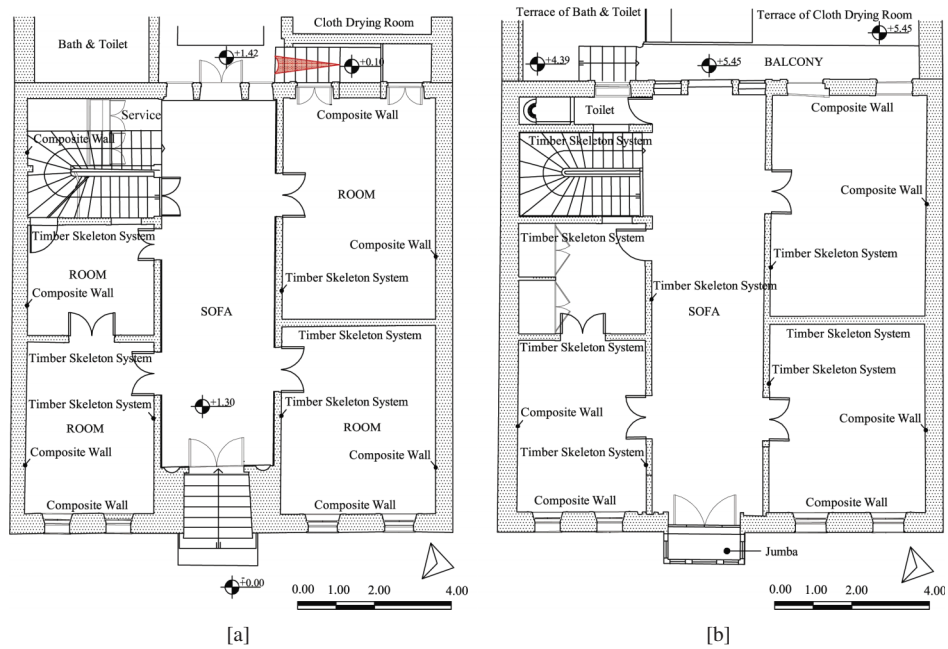 Cloth Drying Room
Bath & Toilet
+1.42
+0.10
Service
Composite Wall
Composite Wall
ROOM
Timber Skeleton System
Composite Wall
ROOM
Timber Skeleton System
Composite Wall
SOFA
Timber Skeleton System
Timber Skeleton System
+1.30
Timber Skeleton System
Timber Skeleton System
ROOM
ROOM
Composite Wall
Composite Wall
Composite Wall
Composite Wall
+0.00
0.00 1.00 2.00 4.00
[a]
Terrace of Bath & Toilet
Terrace of Cloth Drying Room
+5.45
+4.39
+5.45
BALCONY
Composite Wall
Toilet
Timber Skeleton System
Composite Wall
Timber Skeleton System
Timber Skeleton System
Timber Skeleton System
SOFA
Timber Skeleton System
Timber Skeleton System
Timber Skeleton System
Composite Wall
Composite Wall
Timber Skeleton System
Composite Wall
Composite Wall
Jumba
0.00 1.00 2.00 4.00
[b]